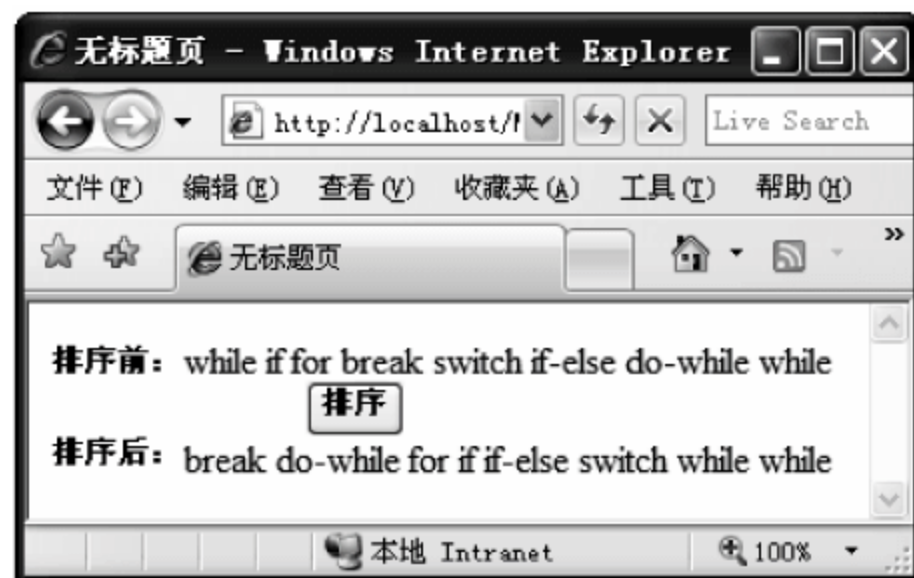 无标题页 - Windows Internet Explorer
http://localhost/
Live Search
文件(F) 编辑(E) 查看(V) 收藏夹(A) 工具(T) 帮助(H)
无标题页 »
排序前： while if for break switch if-else do-while while
排序
排序后： break do-while for if if-else switch while while
本地 Intranet 100%